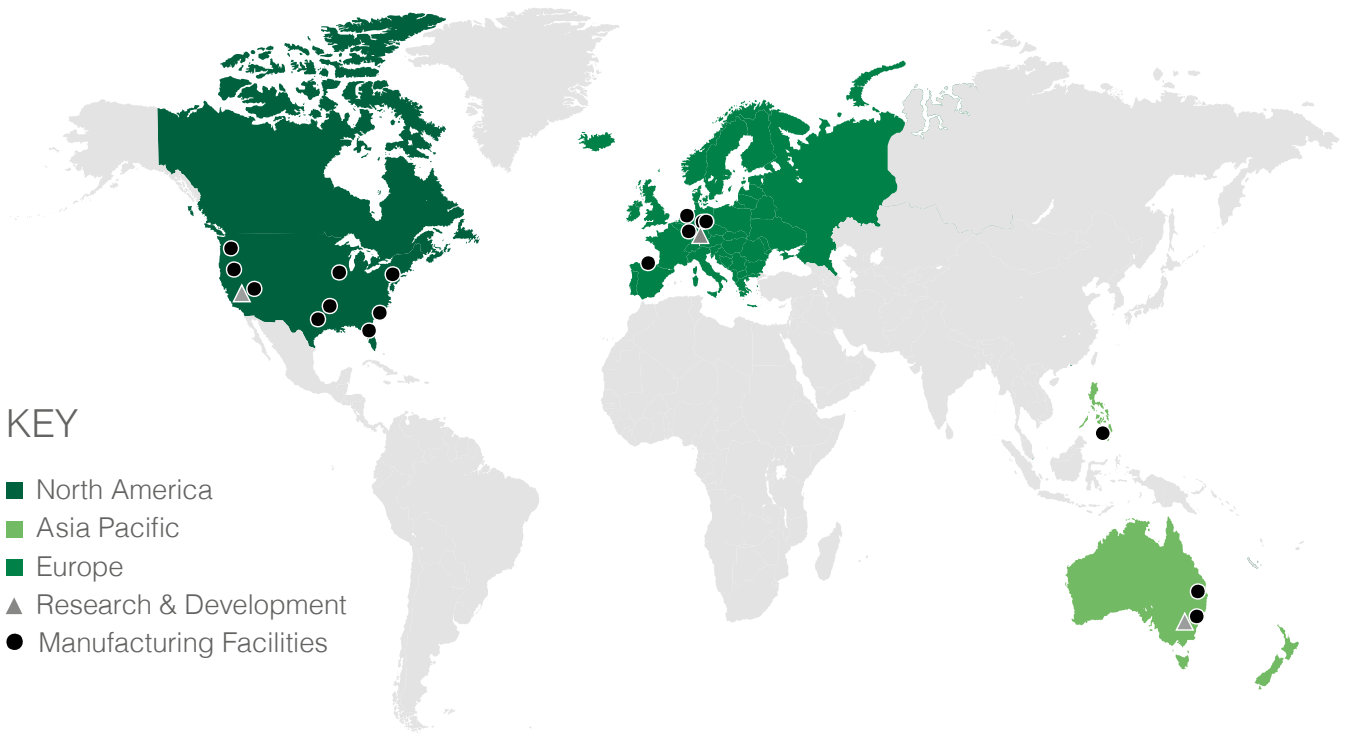 KEY
North America
Asia Pacific
Europe
Research & Development
Manufacturing Facilities